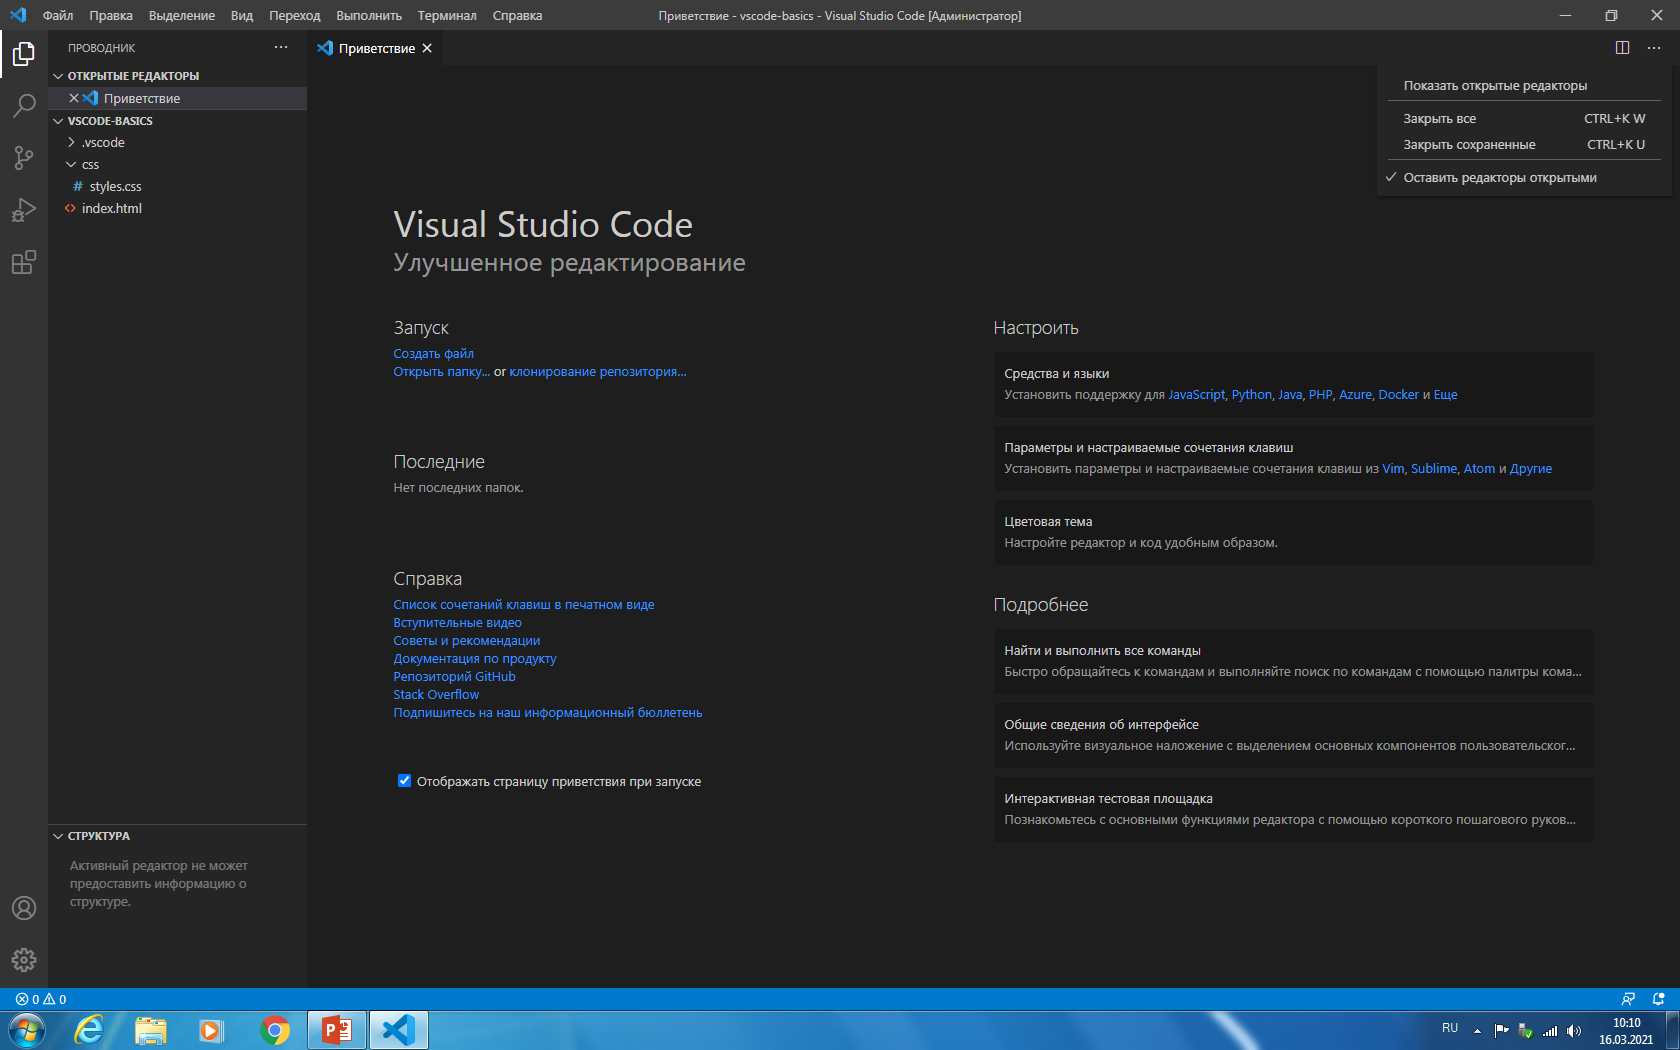 Файл Правка Выделение Вид Переход Выполнить Терминал Справка
Приветствие - vscode-basics - Visual Studio Code [Администратор]
ПРОВОДНИК
ОТКРЫТЫЕ РЕДАКТОРЫ
Приветствие
VSCODE-BASICS
.vscode
css
# styles.css
<> index.html
СТРУКТУРА
Активный редактор не может
предоставить информацию о
структуре.
Приветствие
Показать открытые редакторы
Закрыть все CTRL+K W
Закрыть сохраненные CTRL+K U
Оставить редакторы открытыми
Visual Studio Code
Улучшенное редактирование
Запуск
Создать файл
Открыть папку... or клонирование репозитория...
Последние
Нет последних папок.
Справка
Список сочетаний клавиш в печатном виде
Вступительные видео
Советы и рекомендации
Документация по продукту
Репозиторий GitHub
Stack Overflow
Подпишитесь на наш информационный бюллетень
Отображать страницу приветствия при запуске
Настроить
Средства и языки
Установить поддержку для JavaScript, Python, Java, PHP, Azure, Docker и Еще
Параметры и настраиваемые сочетания клавиш
Установить параметры и настраиваемые сочетания клавиш из Vim, Sublime, Atom и Другие
Цветовая тема
Настройте редактор и код удобным образом.
Подробнее
Найти и выполнить все команды
Быстро обращайтесь к командам и выполняйте поиск по командам с помощью палитры кома...
Общие сведения об интерфейсе
Используйте визуальное наложение с выделением основных компонентов пользовательског...
Интерактивная тестовая площадка
Познакомьтесь с основными функциями редактора с помощью короткого пошагового руков...
0 0
RU
10:10
16.03.2021